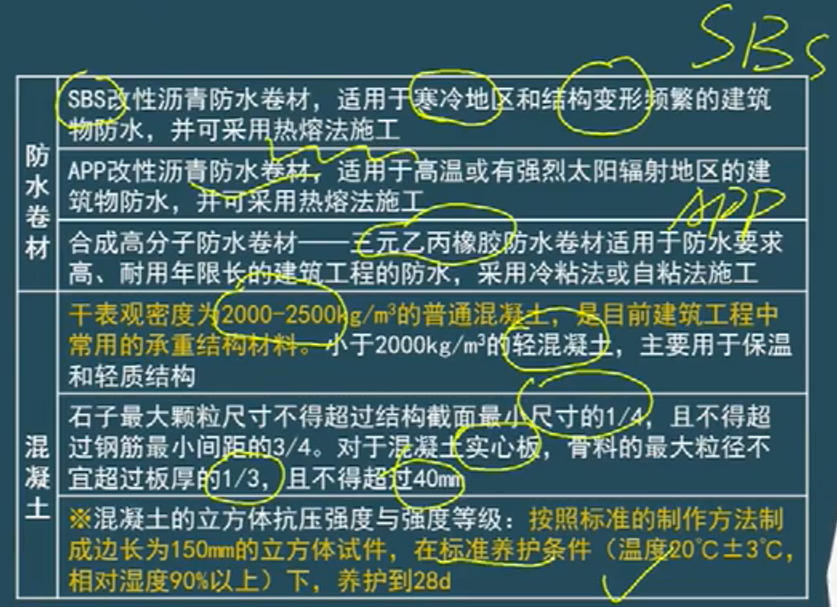 SBS
防水卷材
SBS改性沥青防水卷材，适用于寒冷地区和结构变形频繁的建筑
物防水，并可采用热熔法施工
APP改性沥青防水卷材，适用于高温或有强烈太阳辐射地区的建
筑物防水，并可采用热熔法施工
APP
合成高分子防水卷材——三元乙丙橡胶防水卷材适用于防水要求
高、耐用年限长的建筑工程的防水，采用冷粘法或自粘法施工
混凝土
干表观密度为2000-2500kg/m³的普通混凝土，是目前建筑工程中
常用的承重结构材料。小于2000kg/m³的轻混凝土，主要用于保温
和轻质结构
石子最大颗粒尺寸不得超过结构截面最小尺寸的1/4，且不得超
过钢筋最小间距的3/4。对于混凝土实心板，骨料的最大粒径不
宜超过板厚的1/3，且不得超过40mm
※混凝土的立方体抗压强度与强度等级：按照标准的制作方法制
成边长为150mm的立方体试件，在标准养护条件（温度20℃±3℃，
相对湿度90%以上）下，养护到28d